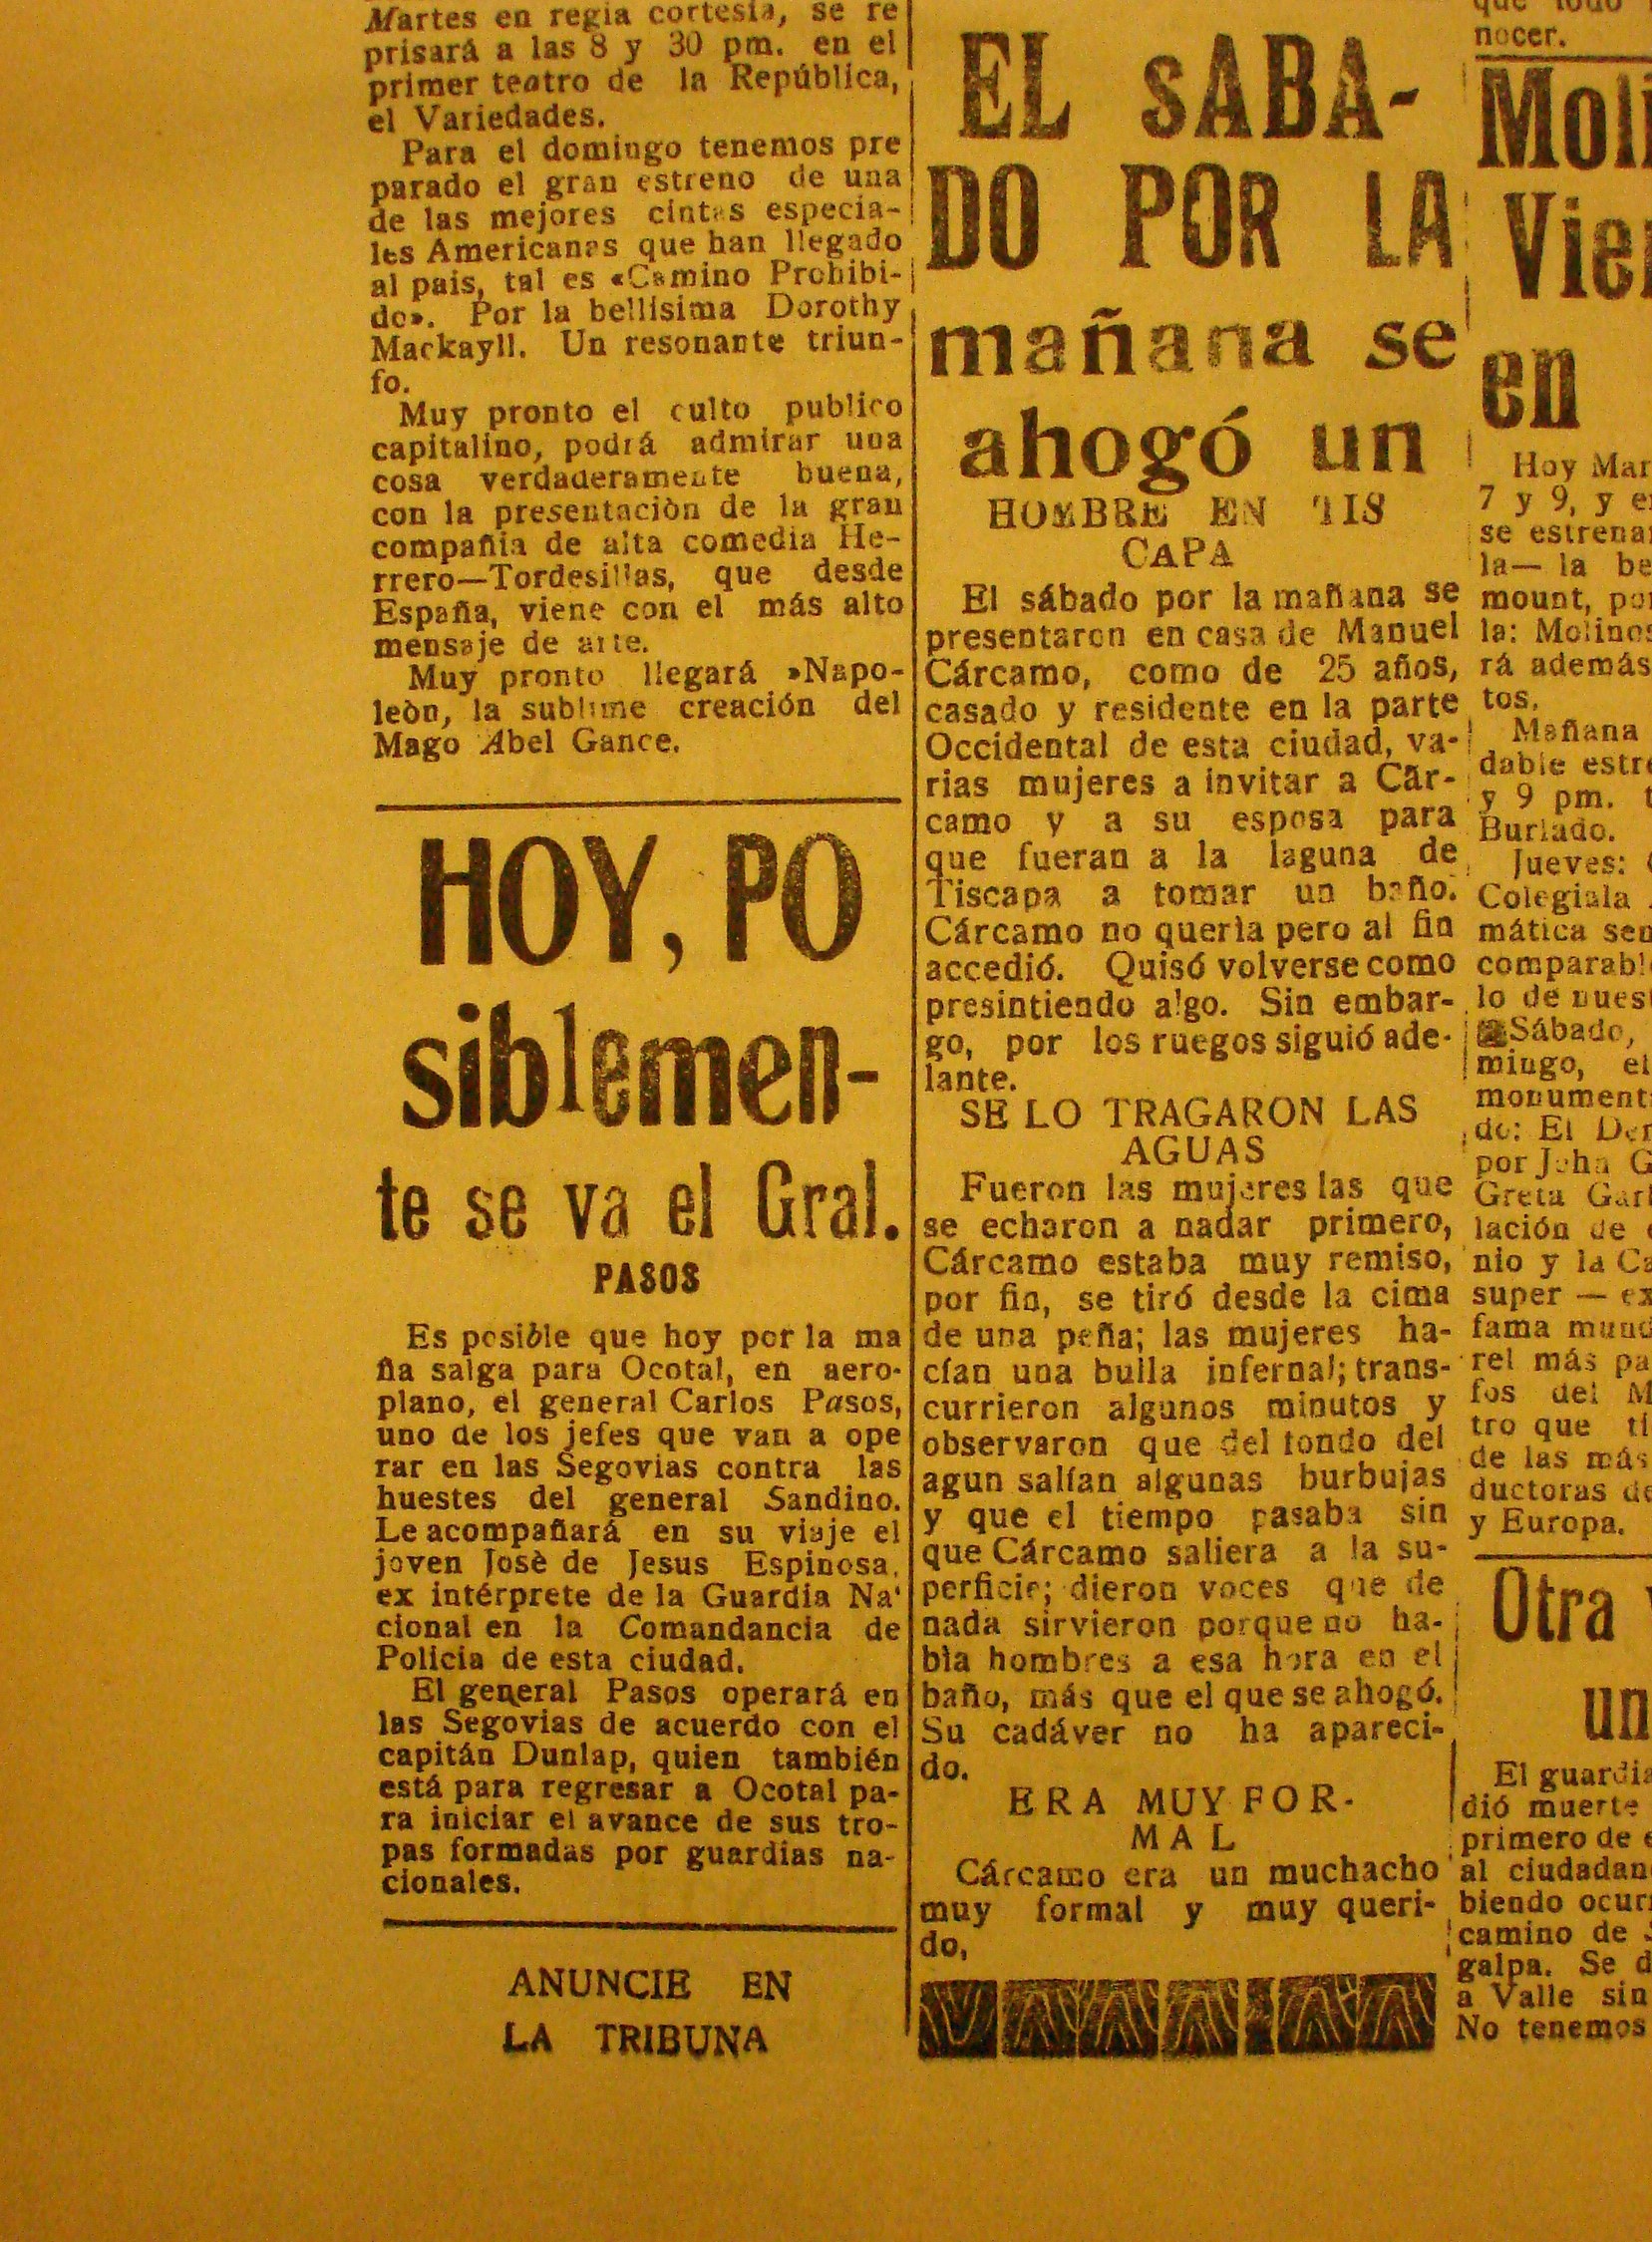 Martes en regia cortesía, se re
prisará a las 8 y 30 pm. en el
primer teatro de la República,
el Variedades.
Para el domingo tenemos pre
parado el gran estreno de una
de las mejores cintas especia-
les Americanas que han llegado
al pais, tal es «Camino Prohibi-
do». Por la bellísima Dorothy
Mackayll. Un resonante triun-
fo.
Muy pronto el culto publico
capitalino, podrá admirar una
cosa verdaderamente buena,
con la presentaciòn de la gran
compañia de alta comedia He-
rrero—Tordesillas, que desde
España, viene con el más alto
mensaje de arte.
Muy pronto llegará »Napo-
leòn, la sublime creación del
Mago Abel Gance.
HOY, PO
siblemen-
te se va el Gral.
PASOS
Es posible que hoy por la ma
ña salga para Ocotal, en aero-
plano, el general Carlos Pasos,
uno de los jefes que van a ope
rar en las Segovias contra las
huestes del general Sandino.
Le acompañará en su viaje el
joven Josè de Jesus Espinosa,
ex intérprete de la Guardia Na'
cional en la Comandancia de
Policia de esta ciudad.
El general Pasos operará en
las Segovias de acuerdo con el
capitán Dunlap, quien también
está para regresar a Ocotal pa-
ra iniciar el avance de sus tro-
pas formadas por guardias na-
cionales.
ANUNCIE EN
LA TRIBUNA
EL SABA-
DO POR LA
mañana se
ahogó un
HOMBRE EN TIS
CAPA
El sábado por la mañana se
presentaron en casa de Manuel
Cárcamo, como de 25 años,
casado y residente en la parte
Occidental de esta ciudad, va-
rias mujeres a invitar a Cár-
camo y a su esposa para
que fueran a la laguna de
Tiscapa a tomar un baño.
Cárcamo no querìa pero al fin
accedió. Quisó volverse como
presintiendo algo. Sin embar-
go, por los ruegos siguió ade-
lante.
SE LO TRAGARON LAS
AGUAS
Fueron las mujeres las que
se echaron a nadar primero,
Cárcamo estaba muy remiso,
por fin, se tiró desde la cima
de una peña; las mujeres ha-
cían una bulla infernal; trans-
currieron algunos minutos y
observaron que del fondo del
agun salían algunas burbujas
y que el tiempo pasaba sin
que Cárcamo saliera a la su-
perficie; dieron voces que de
nada sirvieron porque no ha-
bìa hombres a esa hora en el
baño, más que el que se ahogó.
Su cadáver no ha apareci-
do.
ERA MUY FOR-
MAL
Cárcamo era un muchacho
muy formal y muy queri-
do,
que todo
nocer.
Moli
Vie
en
Hoy Mar
7 y 9, y
se estrena
la— la be
mount, po
la: Molinos
rá además
tos.
Mañana
dable estr
y 9 pm.
Burlado.
Jueves:
Colegiala
mática sen
comparabl
lo de nues
Sábado,
mingo, el
monument
do: El
por John G
Greta Gar
lación de
nio y la Ca
super — ex
fama mund
rel más pa
fos del M
tro que ti
de las más
ductoras de
y Europa.
Otra
un
El guardia
dió muerte
primero de
al ciudadan
biendo ocur
camino de
galpa. Se d
a Valle sin
No tenemos